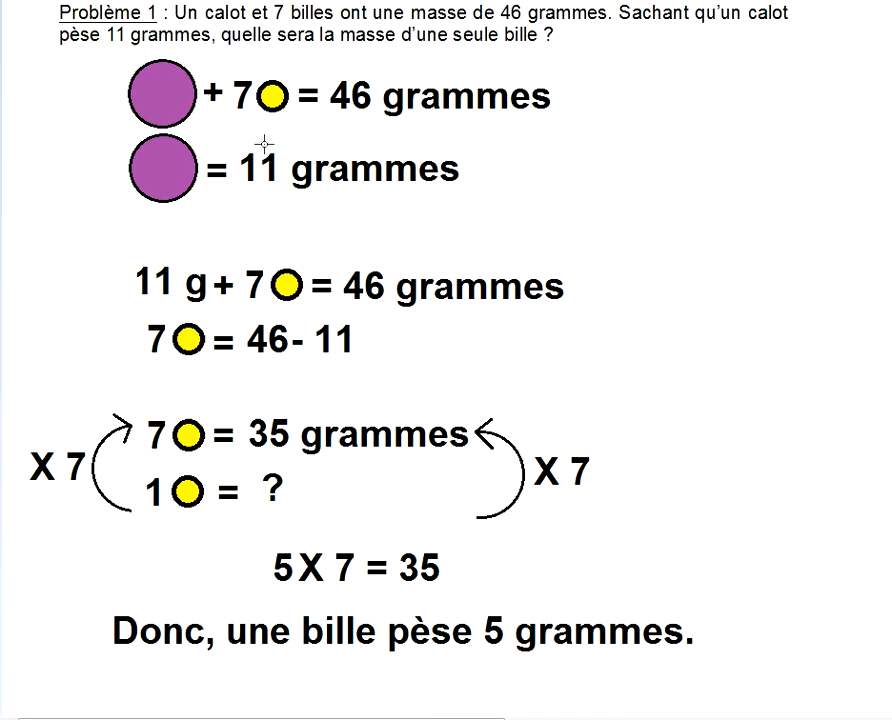 Problème 1 : Un calot et 7 billes ont une masse de 46 grammes. Sachant qu'un calot
pèse 11 grammes, quelle sera la masse d'une seule bille ?
+ 7 = 46 grammes
= 11 grammes
11 g + 7 = 46 grammes
7 = 46 - 11
7 = 35 grammes
X 7
X 7
1 = ?
5 X 7 = 35
Donc, une bille pèse 5 grammes.